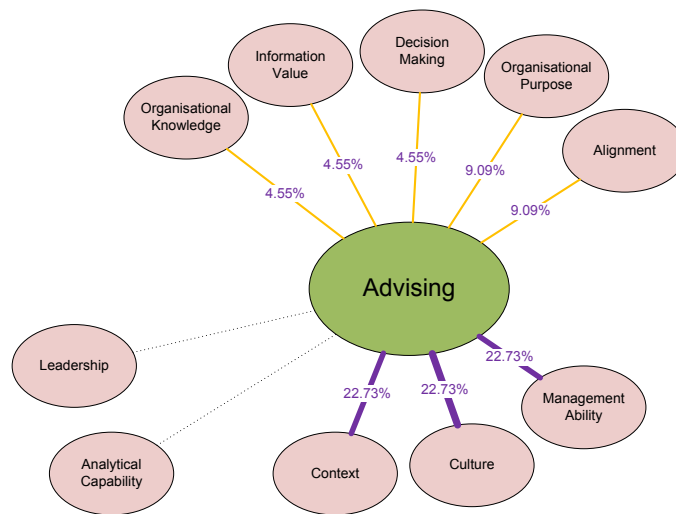 Decision
Making
Information
Value
Organisational
Purpose
Organisational
Knowledge
Alignment
4.55%
4.55%
4.55%
9.09%
9.09%
Advising
Leadership
22.73%
22.73%
22.73%
Management
Ability
Analytical
Capability
Context
Culture